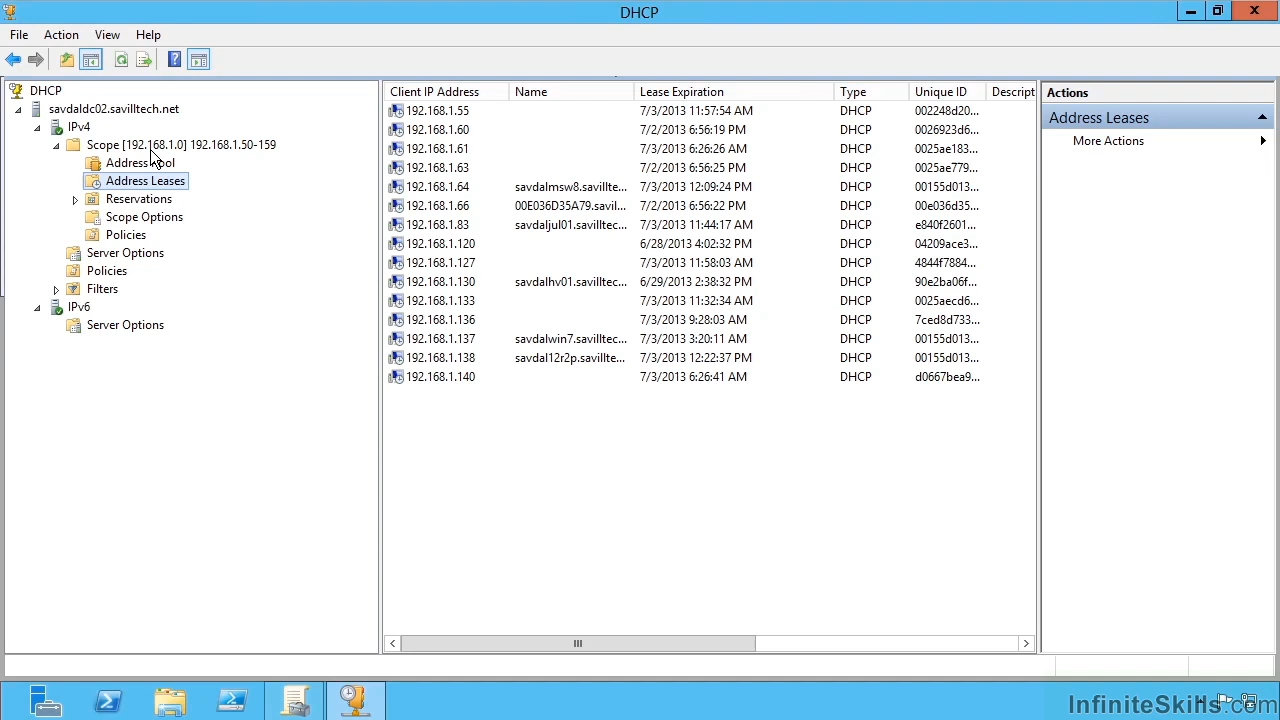 DHCP
File Action View Help
DHCP
savdaldc02.savilltech.net
IPv4
Scope [192.168.1.0] 192.168.1.50-159
Address Leases
Reservations
Scope Options
Policies
Server Options
Policies
Filters
IPv6
Server Options
Client IP Address Name Lease Expiration Type Unique ID Descript
192.168.1.55 7/3/2013 11:57:54 AM DHCP 002248d20...
192.168.1.60 7/2/2013 6:56:19 PM DHCP 0026923d6...
192.168.1.61 7/3/2013 6:26:26 AM DHCP 0025ae183...
192.168.1.63 7/2/2013 6:56:25 PM DHCP 0025ae779...
192.168.1.64 savdalmsw8.savillte... 7/3/2013 12:09:24 PM DHCP 00155d013...
192.168.1.66 00E036D35A79.savil... 7/2/2013 6:56:22 PM DHCP 00e036d35...
192.168.1.83 savdaljul01.savilltec... 7/3/2013 11:44:17 AM DHCP e840f2601...
192.168.1.120 6/28/2013 4:02:32 PM DHCP 04209ace3...
192.168.1.127 7/3/2013 11:58:03 AM DHCP 4844f7884...
192.168.1.130 savdalhv01.savilltec... 6/29/2013 2:38:32 PM DHCP 90e2ba06f...
192.168.1.133 7/3/2013 11:32:34 AM DHCP 0025aecd6...
192.168.1.136 7/3/2013 9:28:03 AM DHCP 7ced8d733...
192.168.1.137 savdalwin7.savilltec... 7/3/2013 3:20:11 AM DHCP 00155d013...
192.168.1.138 savdal12r2p.savillte... 7/3/2013 12:22:37 PM DHCP 00155d013...
192.168.1.140 7/3/2013 6:26:41 AM DHCP d0667bea9...
Actions
Address Leases
More Actions
InfiniteSkills.com